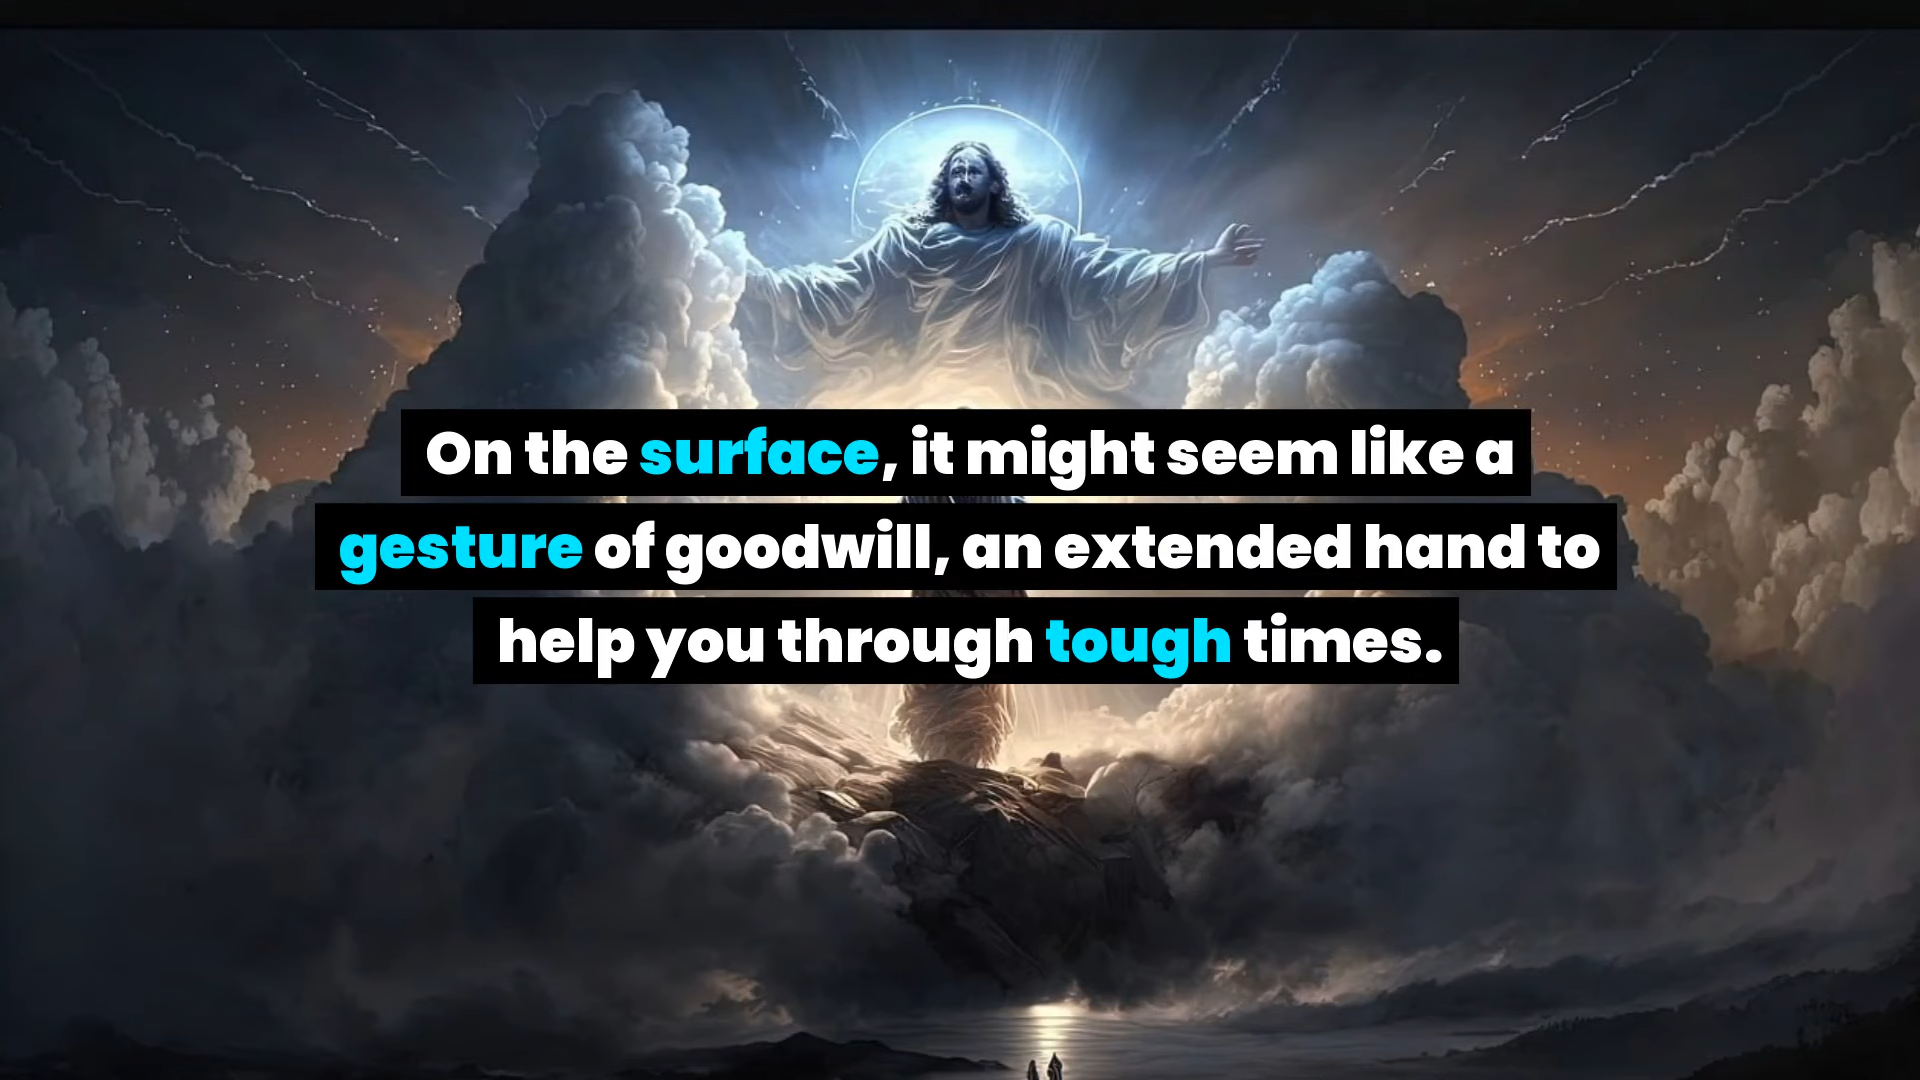 On the surface, it might seem like a
gesture of goodwill, an extended hand to
help you through tough times.